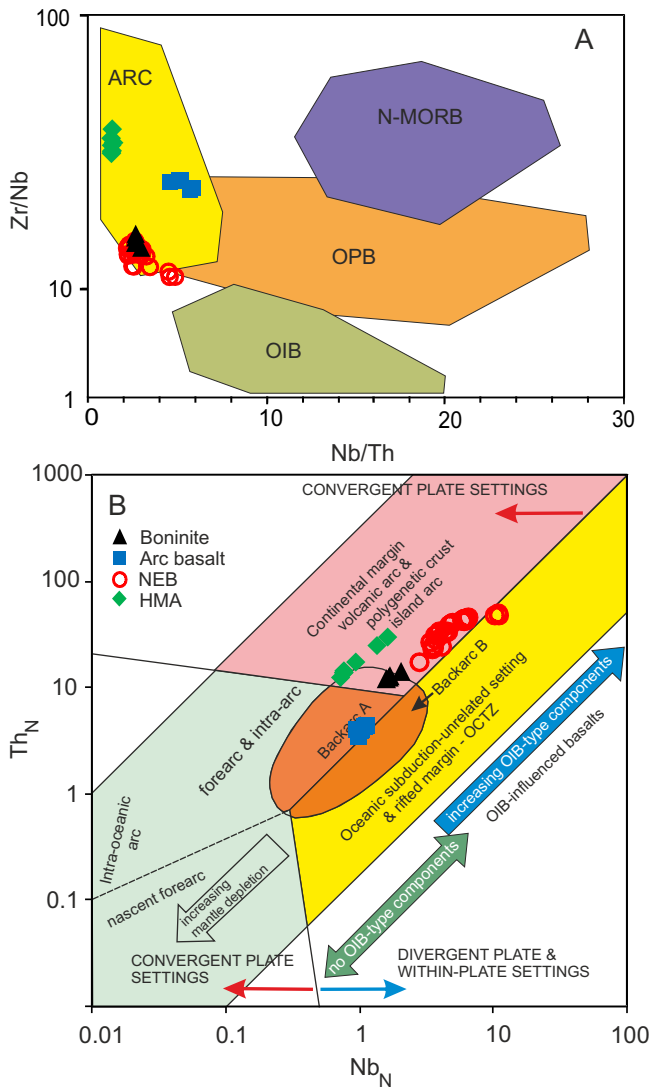 100
A
ARC
N-MORB
Zr/Nb
OPB
10
OIB
1
0
10
20
30
Nb/Th
1000
B
CONVERGENT PLATE SETTINGS
Boninite
Arc basalt
NEB
HMA
Continental margin
volcanic arc &
polygenetic crust
island arc
100
Backarc B
10
Th_N
forearc & intra-arc
Backarc A
Oceanic subduction-unrelated setting
& rifted margin - OCTZ
increasing OIB-type components
OIB-influenced basalts
1
Intra-oceanic
arc
nascent forearc
increasing
mantle depletion
no OIB-type components
0.1
CONVERGENT PLATE
SETTINGS
DIVERGENT PLATE &
WITHIN-PLATE SETTINGS
0.01
0.1
1
10
100
Nb_N